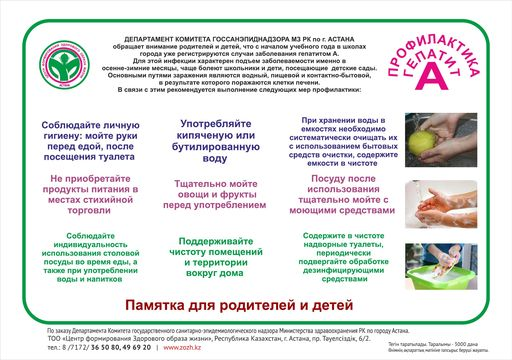 ДЕПАРТАМЕНТ КОМИТЕТА ГОССАНЭПИДНАДЗОРА МЗ РК по г. АСТАНА
обращает внимание родителей и детей, что с началом учебного года в школах
города уже регистрируются случаи заболевания гепатитом А.
Для этой инфекции характерен подъем заболеваемости именно в
осенне-зимние месяцы, чаще болеют школьники и дети, посещающие детские сады.
Основными путями заражения являются водный, пищевой и контактно-бытовой,
в результате которого поражаются клетки печени.
В связи с этим рекомендуется выполнение следующих мер профилактики:
ПРОФИЛАКТИКА
ГЕПАТИТ
А
Соблюдайте личную
гигиену: мойте руки
перед едой, после
посещения туалета
Употребляйте
кипяченую или
бутилированную
воду
При хранении воды в
емкостях необходимо
систематически очищать их
с использованием бытовых
средств очистки, содержите
емкости в чистоте
Не приобретайте
продукты питания в
местах стихийной
торговли
Тщательно мойте
овощи и фрукты
перед употреблением
Посуду после
использования
тщательно мойте с
моющими средствами
Соблюдайте
индивидуальность
использования столовой
посуды во время еды, а
также при употреблении
воды и напитков
Поддерживайте
чистоту помещений
и территории
вокруг дома
Содержите в чистоте
надворные туалеты,
периодически
подвергайте обработке
дезинфицирующими
средствами
Памятка для родителей и детей
По заказу Департамента Комитета государственного санитарно-эпидемиологического надзора Министерства здравоохранения РК по городу Астана.
ТОО «Центр формирования Здорового образа жизни», Республика Казахстан, г. Астана, пр. Тауелсіздік, 6/2.
тел.: 8 /7172/ 36 50 80, 49 69 20 | www.zozh.kz
Тегін таратылады. Таралымы - 5000 дана